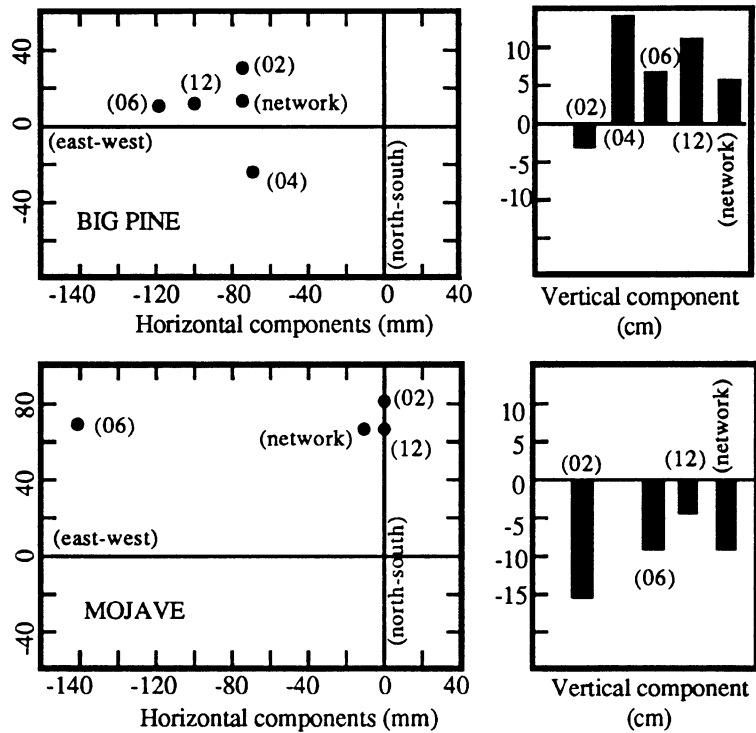 40
0
-40
(02)
(12)
(06)
(network)
(east-west)
(04)
(north-south)
BIG PINE
-140
-120
-80
-40
0
40
Horizontal components (mm)
10
5
0
-5
-10
(02)
(04)
(06)
(12)
(network)
Vertical component
(cm)
80
40
0
-40
(06)
(02)
(network)
(12)
(east-west)
(north-south)
MOJAVE
-140
-120
-80
-40
0
40
Horizontal components (mm)
10
5
0
-5
-10
-15
(02)
(06)
(12)
(network)
Vertical component
(cm)